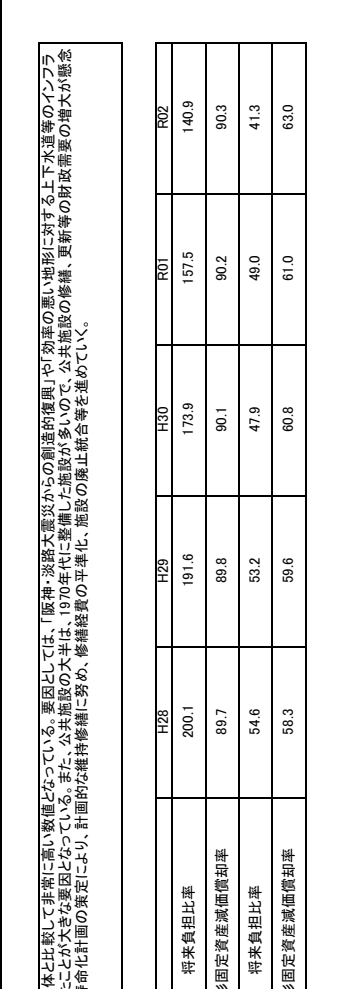 体と比較して非常に高い数値となっている。要因としては、「阪神・淡路大震災からの創造的復興」や「効率の悪い地形に対する上下水道等のインフラ
たことが大きな要因となっている。また、公共施設の大半は、1970年代に整備した施設が多いので、公共施設の修繕、更新等の財政需要の増大が懸念
寿命化計画の策定により、計画的な維持修繕に努め、修繕経費の平準化、施設の廃止統合等を進めていく。
H28 H29 H30 R01 R02
将来負担比率 200.1 191.6 173.9 157.5 140.9
形固定資産減価償却率 89.7 89.8 90.1 90.2 90.3
将来負担比率 54.6 53.2 47.9 49.0 41.3
形固定資産減価償却率 58.3 59.6 60.8 61.0 63.0